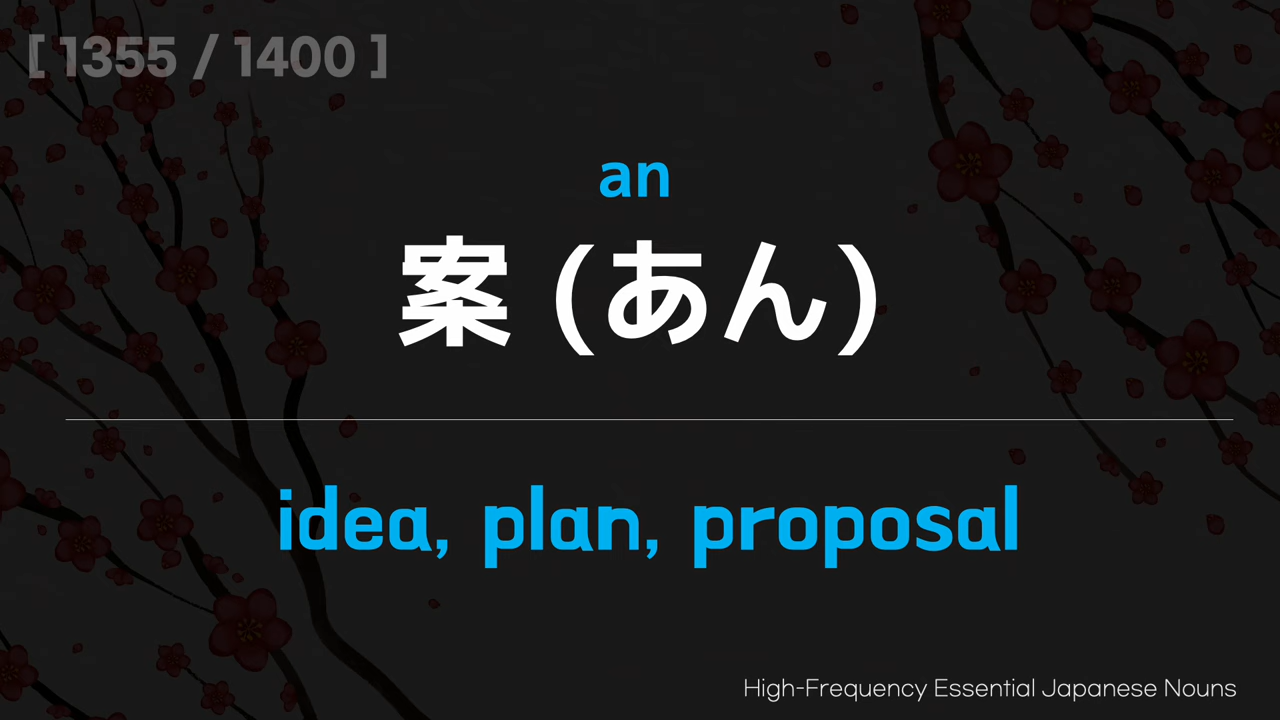 [ 1355 / 1400 ]
an
案 (あん)
idea, plan, proposal
High-Frequency Essential Japanese Nouns